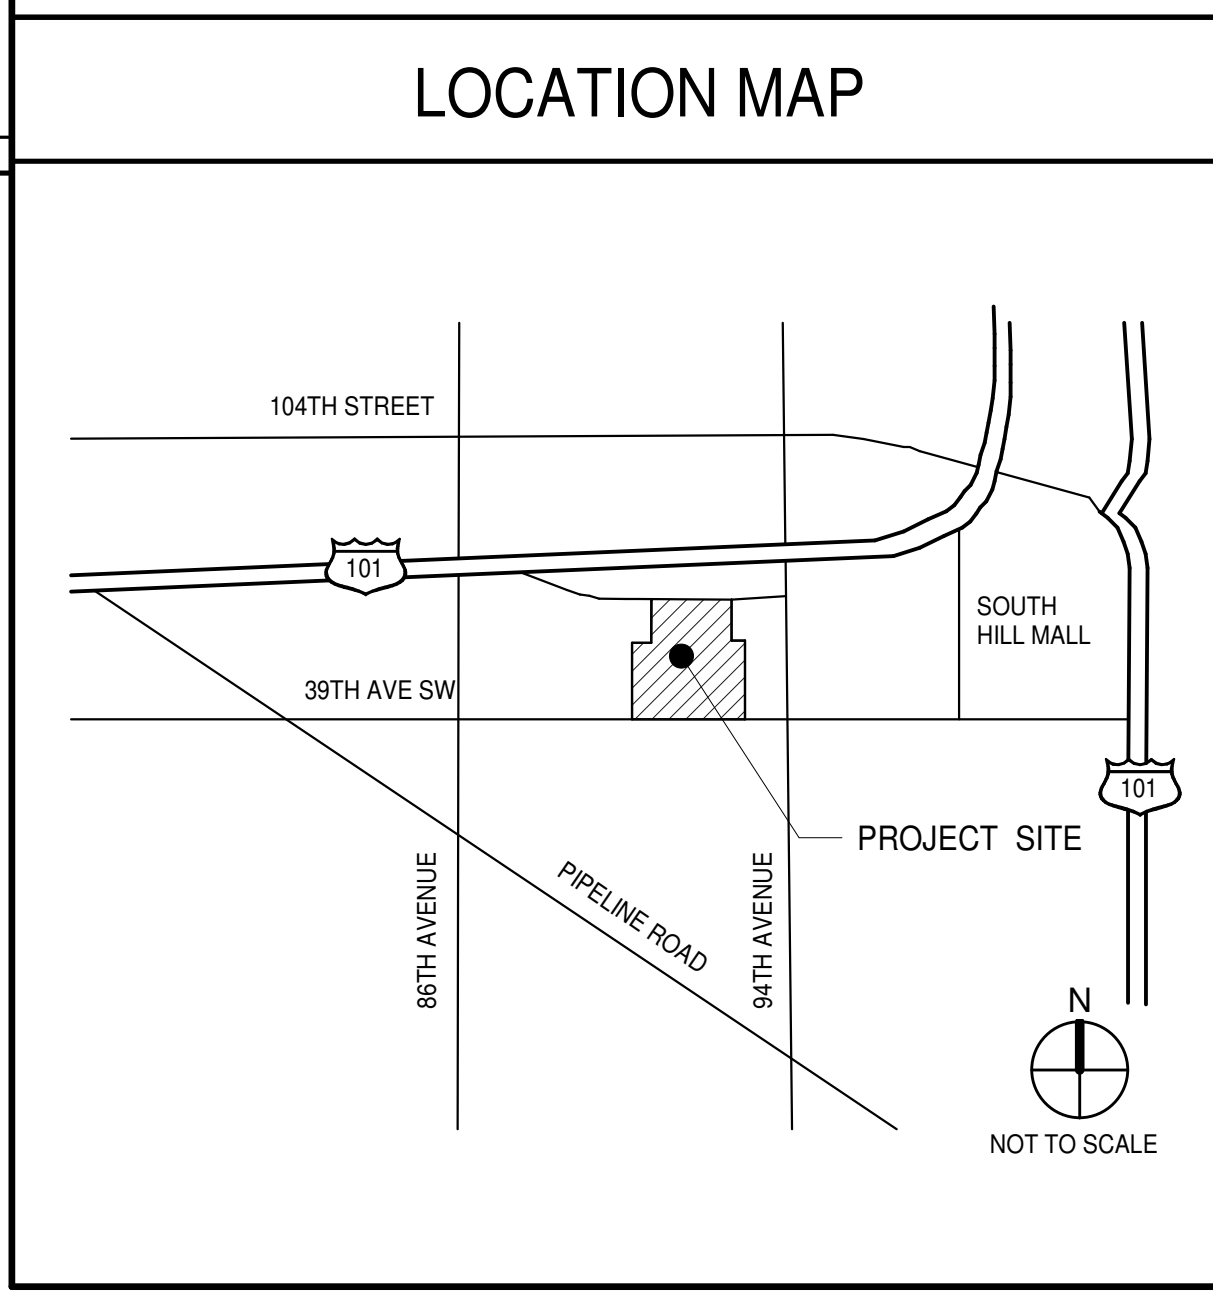 LOCATION MAP
104TH STREET
101
SOUTH
HILL MALL
39TH AVE SW
101
PROJECT SITE
86TH AVENUE
PIPELINE ROAD
94TH AVENUE
N
NOT TO SCALE